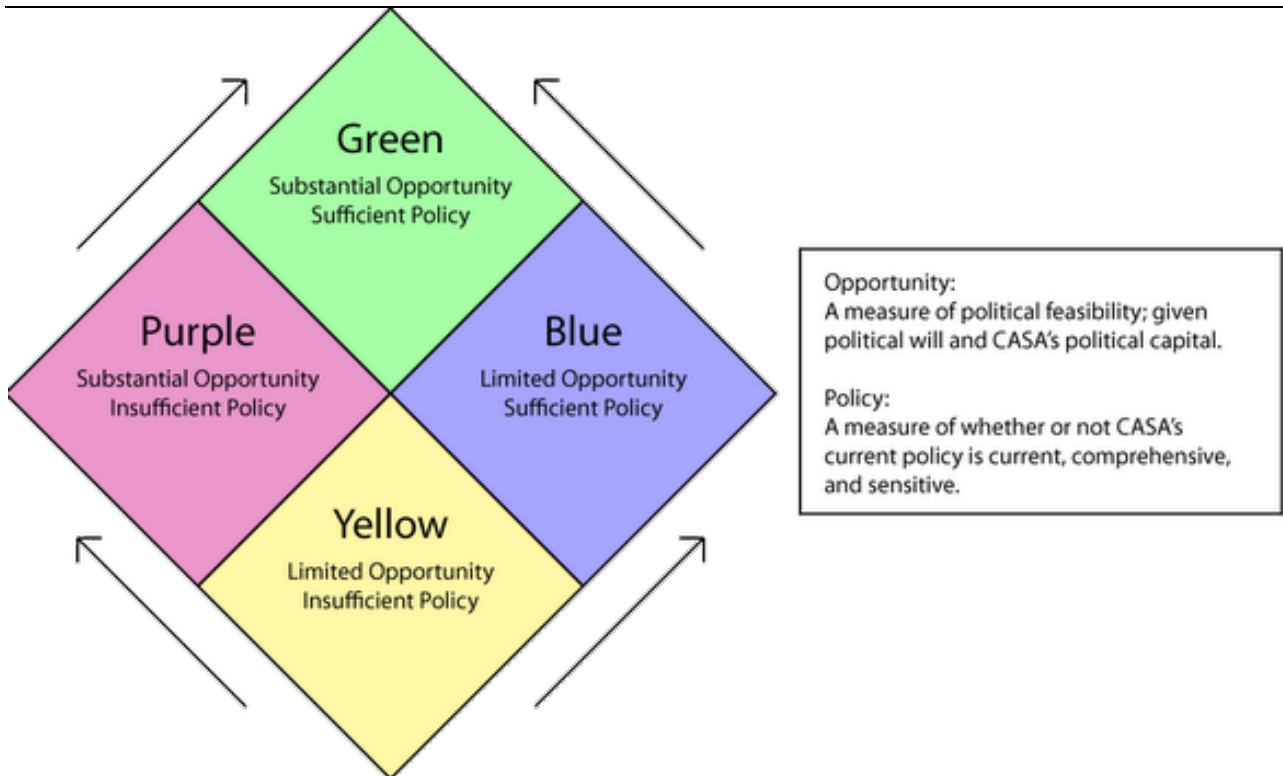 Green
Substantial Opportunity
Sufficient Policy
Purple
Substantial Opportunity
Insufficient Policy
Blue
Limited Opportunity
Sufficient Policy
Yellow
Limited Opportunity
Insufficient Policy
Opportunity:
A measure of political feasibility; given
political will and CASA's political capital.
Policy:
A measure of whether or not CASA's
current policy is current, comprehensive,
and sensitive.